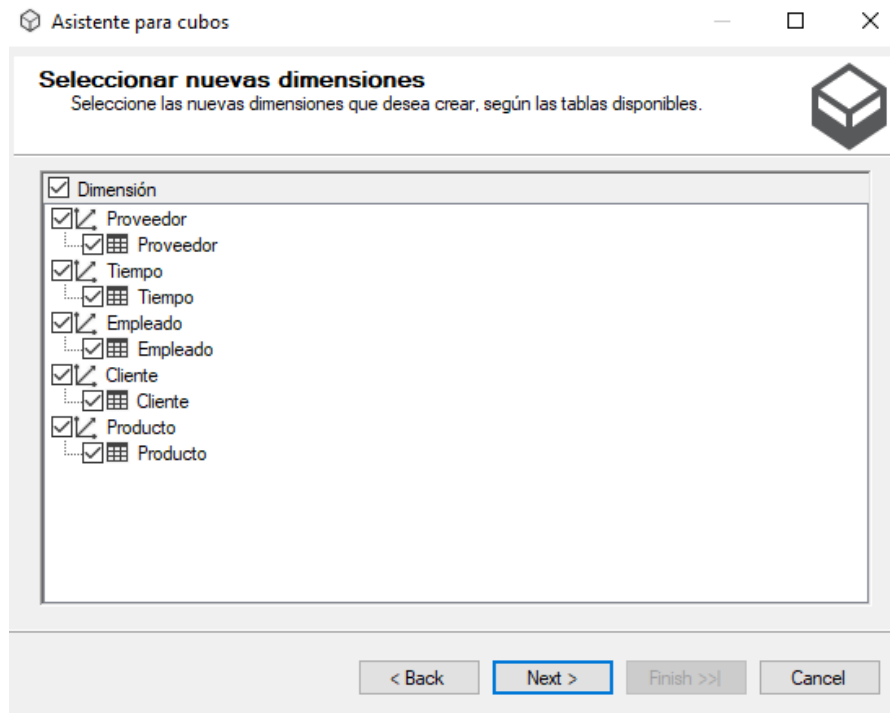 Asistente para cubos
Seleccionar nuevas dimensiones
Seleccione las nuevas dimensiones que desea crear, según las tablas disponibles.
Dimensión
Proveedor
Proveedor
Tiempo
Tiempo
Empleado
Empleado
Cliente
Cliente
Producto
Producto
< Back Next > Finish >>| Cancel